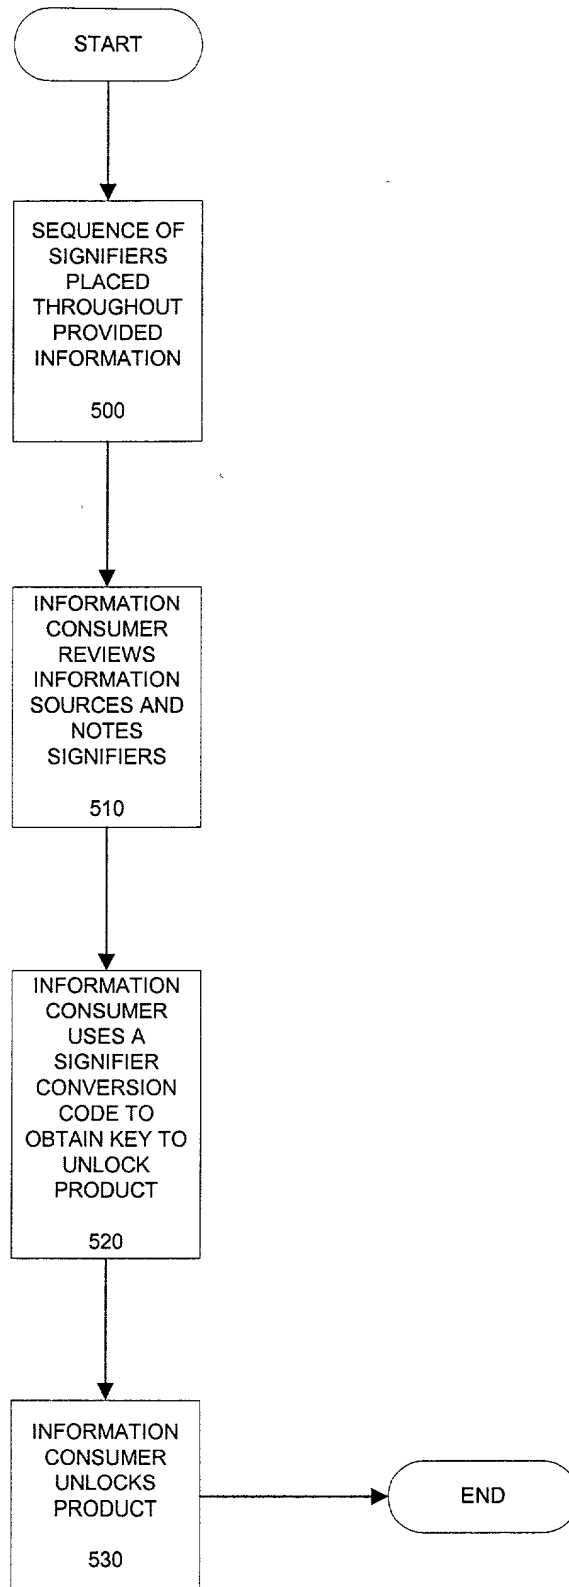 START
SEQUENCE OF
SIGNIFIERS
PLACED
THROUGHOUT
PROVIDED
INFORMATION
500
INFORMATION
CONSUMER
REVIEWS
INFORMATION
SOURCES AND
NOTES
SIGNIFIERS
510
INFORMATION
CONSUMER
USES A
SIGNIFIER
CONVERSION
CODE TO
OBTAIN KEY TO
UNLOCK
PRODUCT
520
INFORMATION
CONSUMER
UNLOCKS
PRODUCT
530
END